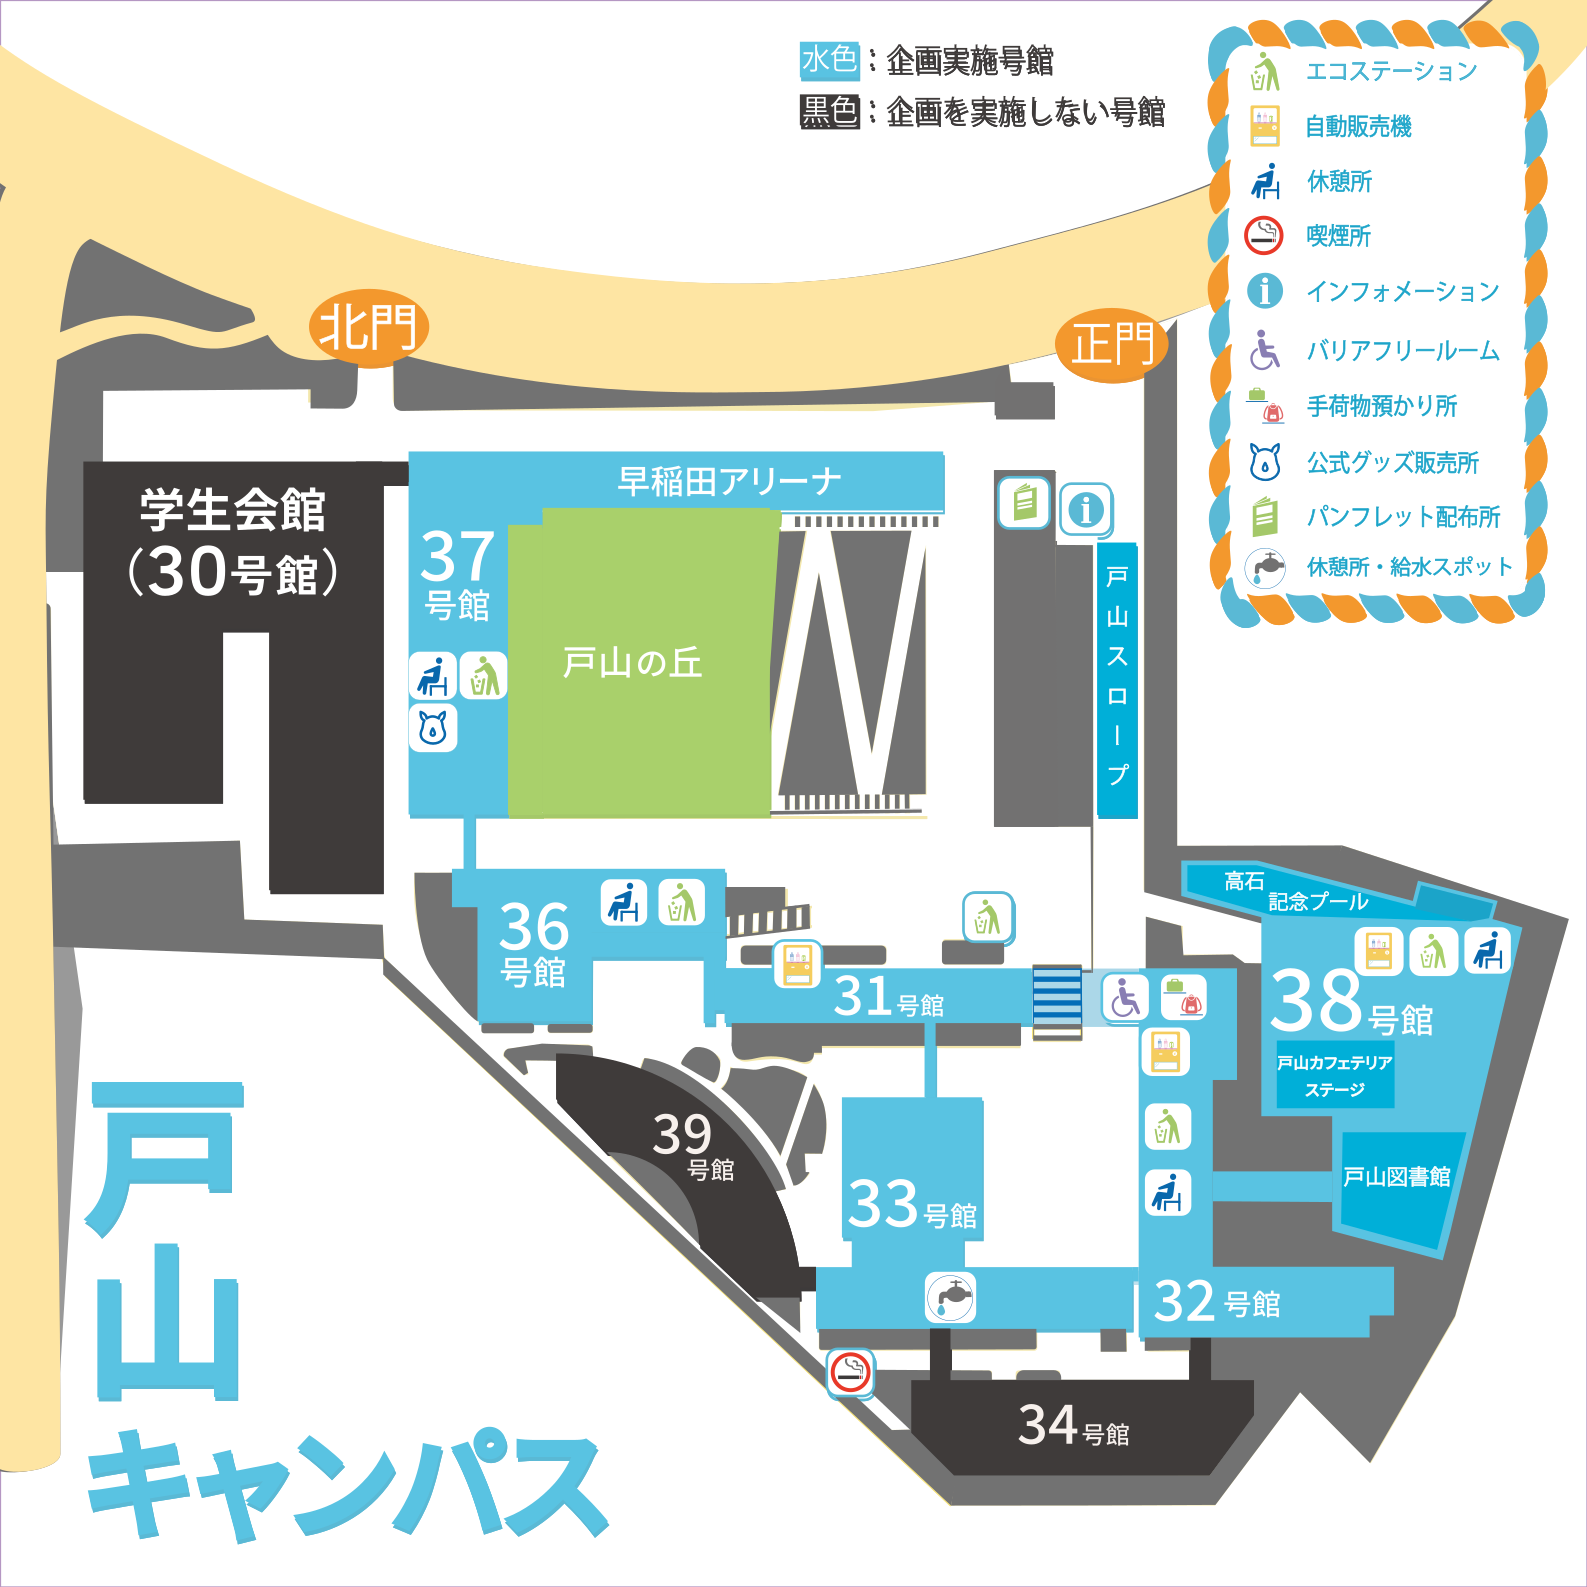 水色：企画実施号館
黒色：企画を実施しない号館
エコステーション
自動販売機
休憩所
喫煙所
インフォメーション
バリアフリールーム
手荷物預かり所
公式グッズ販売所
パンフレット配布所
休憩所・給水スポット
北門
正門
学生会館
（30号館）
早稲田アリーナ
37
号館
戸山の丘
戸山スロープ
36
号館
31号館
高石
記念プール
38号館
戸山カフェテリア
ステージ
戸山図書館
39
号館
33号館
32号館
34号館
戸山
キャンパス